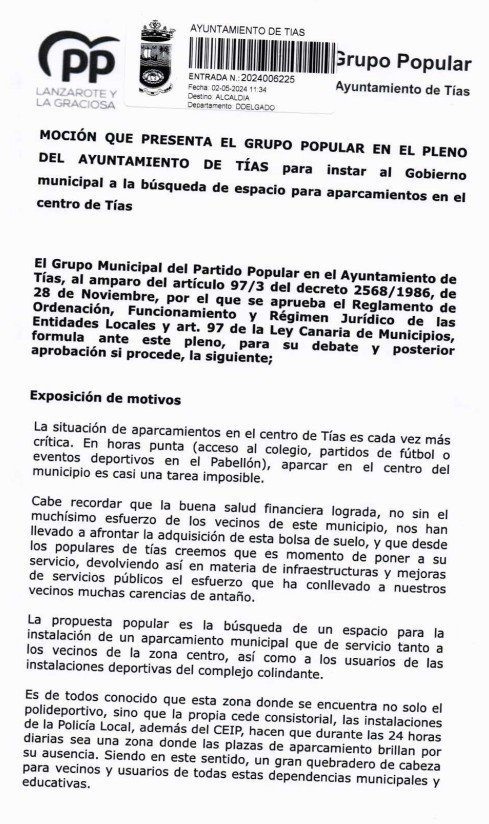 PP
LANZAROTE Y
LA GRACIOSA
AYUNTAMIENTO DE TIAS
ENTRADA N.: 2024006225
Fecha: 02-05-2024 11:34
Destino: ALCALDIA
Departamento: DDELGADO
Grupo Popular
Ayuntamiento de Tías
MOCIÓN QUE PRESENTA EL GRUPO POPULAR EN EL PLENO
DEL AYUNTAMIENTO DE TÍAS para instar al Gobierno
municipal a la búsqueda de espacio para aparcamientos en el
centro de Tías
El Grupo Municipal del Partido Popular en el Ayuntamiento de
Tías, al amparo del artículo 97/3 del decreto 2568/1986, de
28 de Noviembre, por el que se aprueba el Reglamento de
Ordenación, Funcionamiento y Régimen Jurídico de las
Entidades Locales y art. 97 de la Ley Canaria de Municipios,
formula ante este pleno, para su debate y posterior
aprobación si procede, la siguiente;
Exposición de motivos
La situación de aparcamientos en el centro de Tías es cada vez más
crítica. En horas punta (acceso al colegio, partidos de fútbol o
eventos deportivos en el Pabellón), aparcar en el centro del
municipio es casi una tarea imposible.
Cabe recordar que la buena salud financiera lograda, no sin el
muchísimo esfuerzo de los vecinos de este municipio, nos han
llevado a afrontar la adquisición de esta bolsa de suelo, y que desde
los populares de tías creemos que es momento de poner a su
servicio, devolviendo así en materia de infraestructuras y mejoras
de servicios públicos el esfuerzo que ha conllevado a nuestros
vecinos muchas carencias de antaño.
La propuesta popular es la búsqueda de un espacio para la
instalación de un aparcamiento municipal que de servicio tanto a
los vecinos de la zona centro, así como a los usuarios de las
instalaciones deportivas del complejo colindante.
Es de todos conocido que esta zona donde se encuentra no solo el
polideportivo, sino que la propia cede consistorial, las instalaciones
de la Policía Local, además del CEIP, hacen que durante las 24 horas
diarias sea una zona donde las plazas de aparcamiento brillan por
su ausencia. Siendo en este sentido, un gran quebradero de cabeza
para vecinos y usuarios de todas estas dependencias municipales y
educativas.